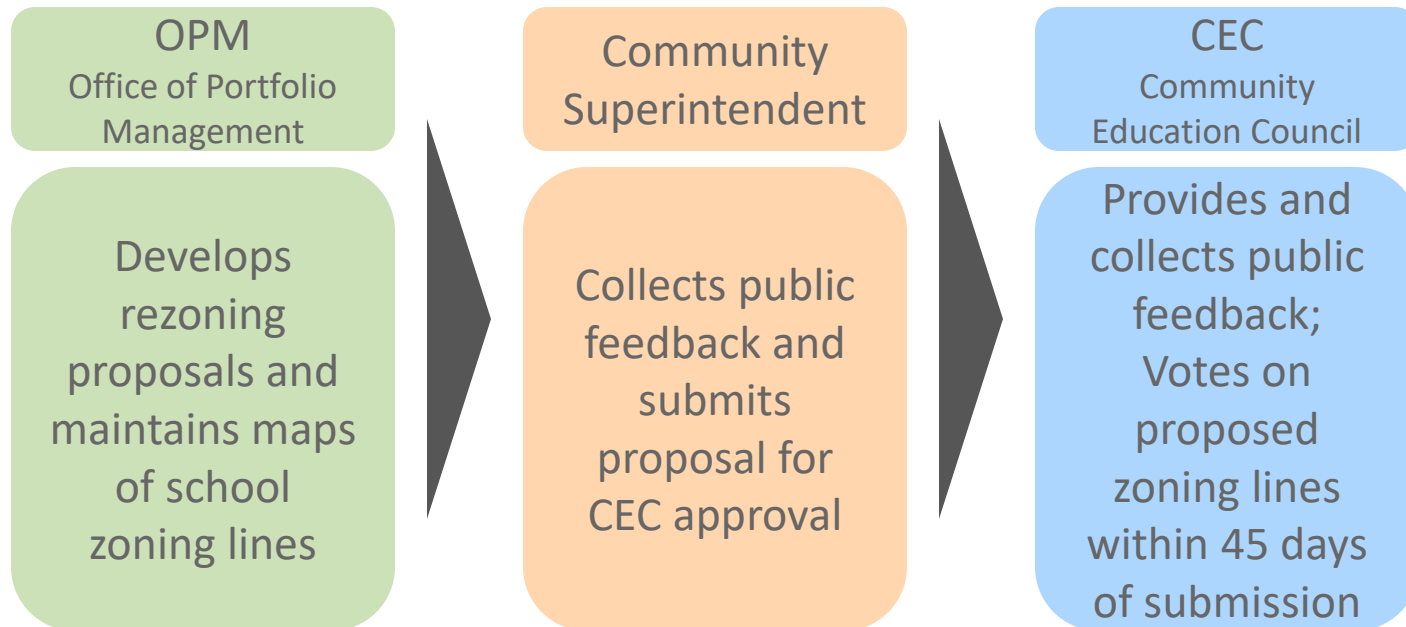 OPM
Office of Portfolio
Management
Develops
rezoning
proposals and
maintains maps
of school
zoning lines
Community
Superintendent
Collects public
feedback and
submits
proposal for
CEC approval
CEC
Community
Education Council
Provides and
collects public
feedback;
Votes on
proposed
zoning lines
within 45 days
of submission